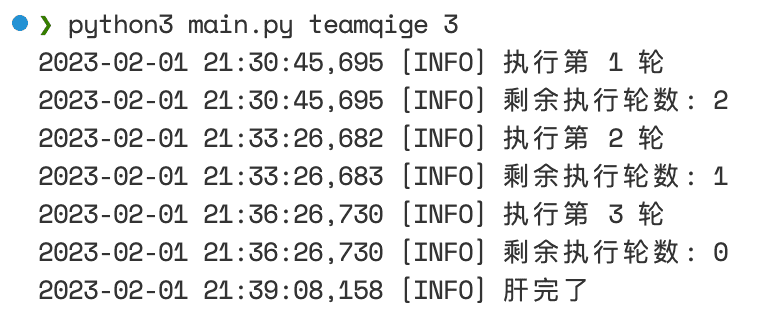 ❯ python3 main.py teamqige 3
2023-02-01 21:30:45,695 [INFO] 执行第 1 轮
2023-02-01 21:30:45,695 [INFO] 剩余执行轮数: 2
2023-02-01 21:33:26,682 [INFO] 执行第 2 轮
2023-02-01 21:33:26,683 [INFO] 剩余执行轮数: 1
2023-02-01 21:36:26,730 [INFO] 执行第 3 轮
2023-02-01 21:36:26,730 [INFO] 剩余执行轮数: 0
2023-02-01 21:39:08,158 [INFO] 肝完了